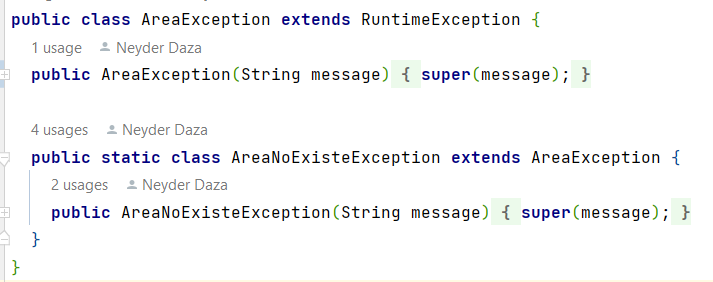 public class AreaException extends RuntimeException {
1 usage Neyder Daza
public AreaException(String message) { super(message); }
4 usages Neyder Daza
public static class AreaNoExisteException extends AreaException {
2 usages Neyder Daza
public AreaNoExisteException(String message) { super(message); }
}
}